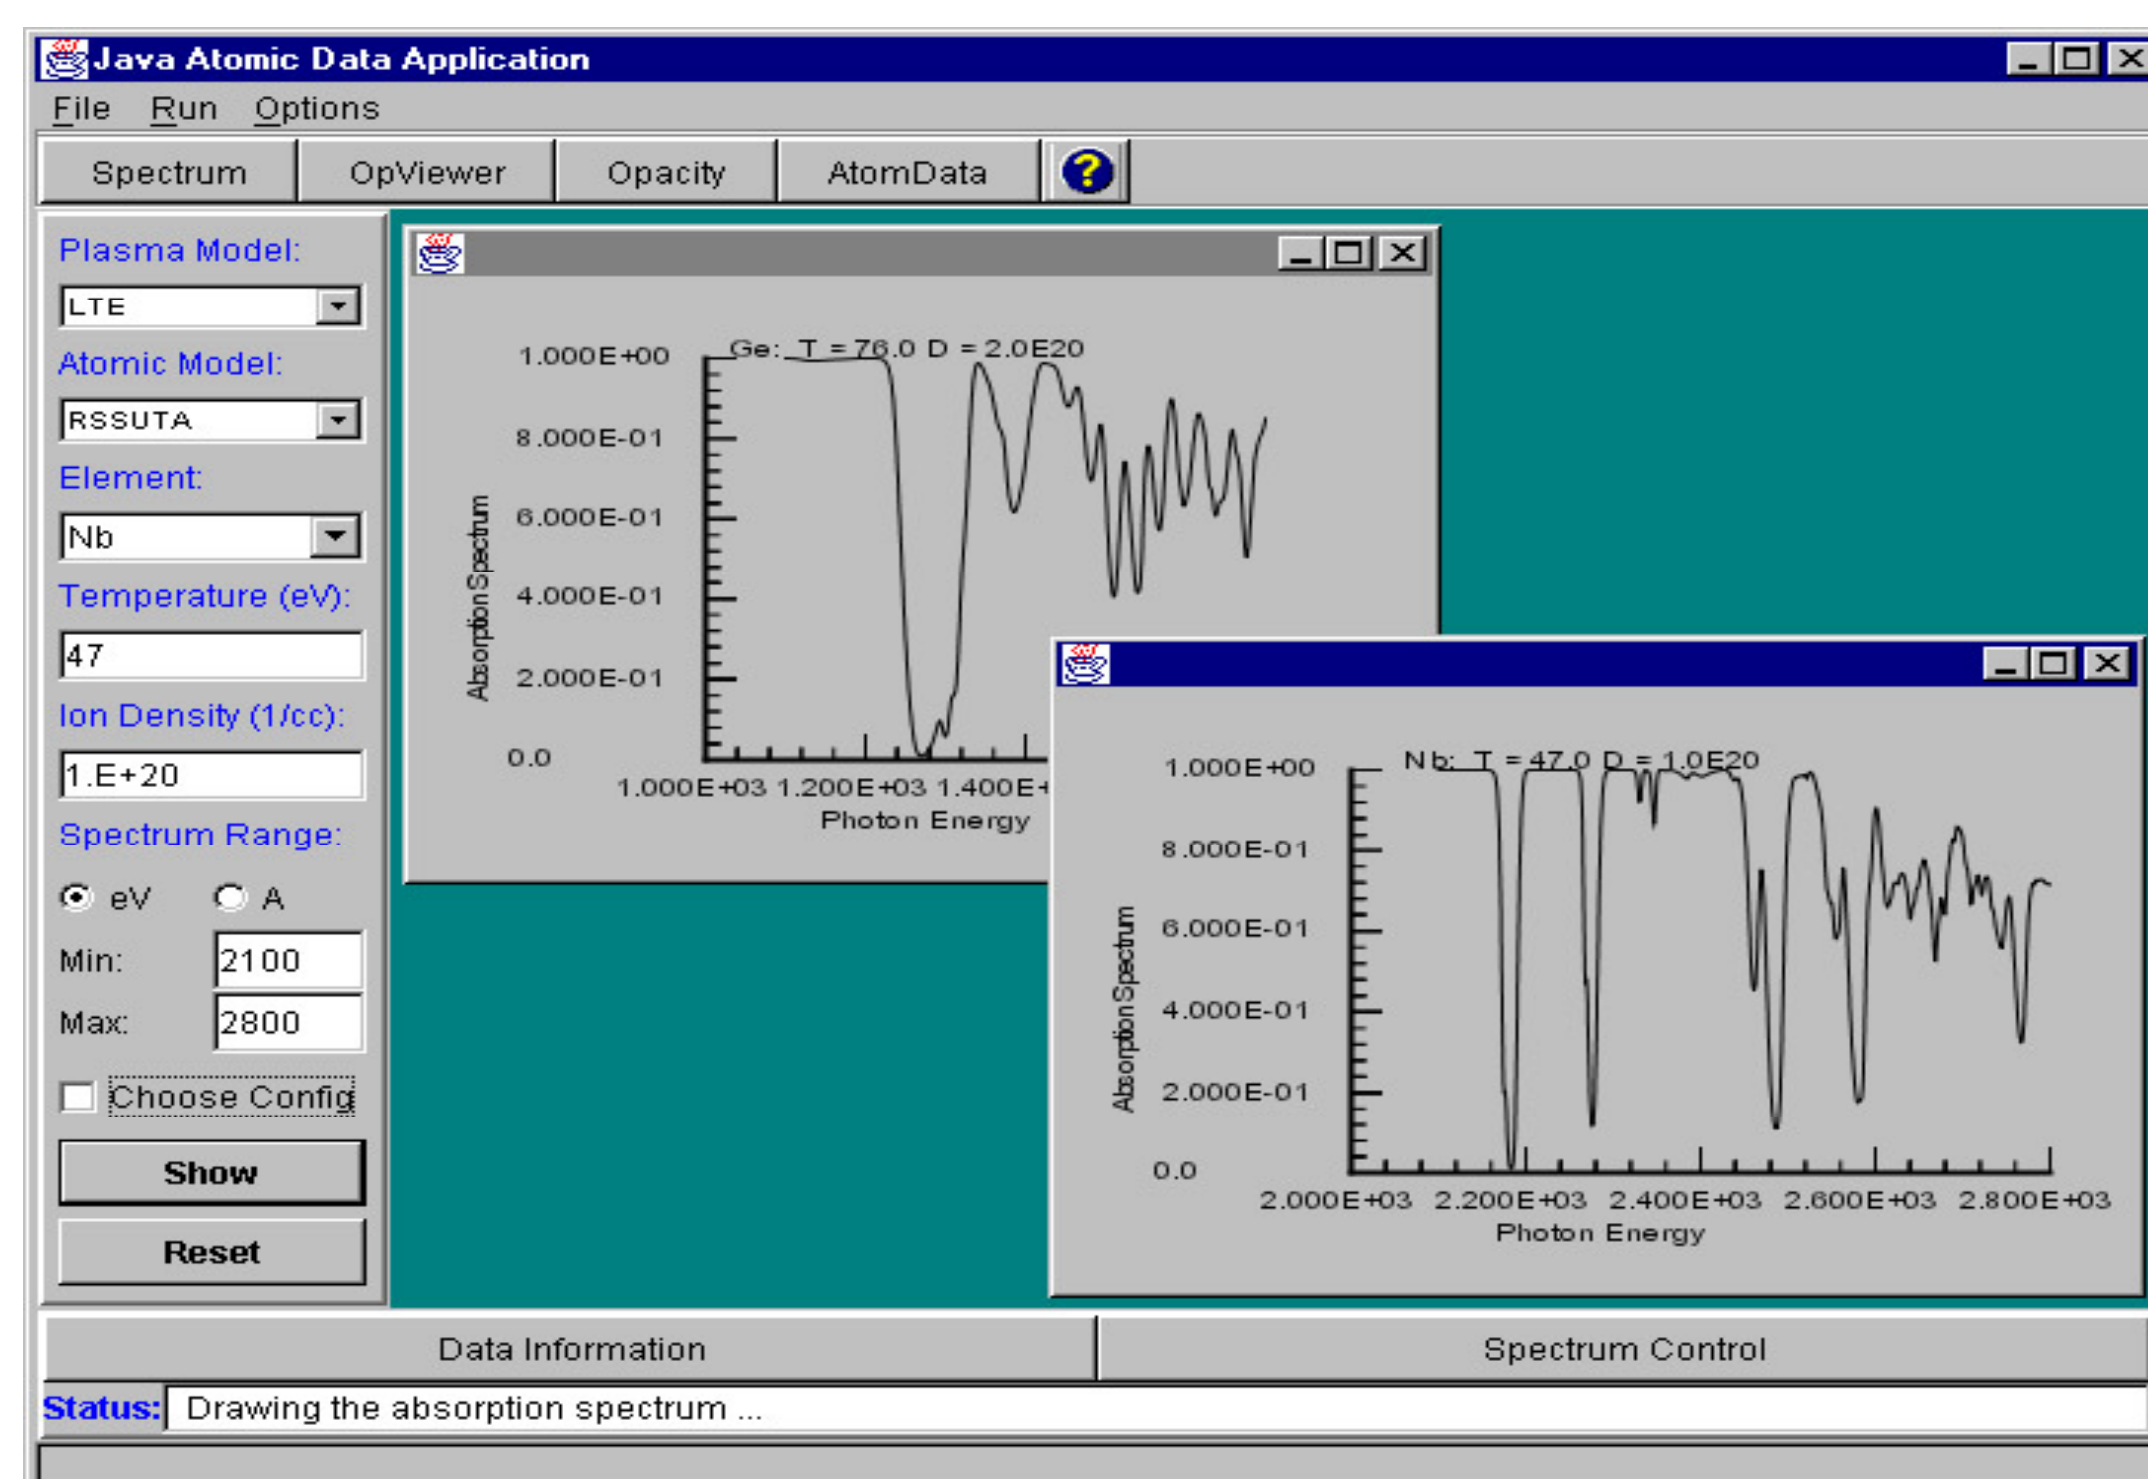 Java Atomic Data Application
File Run Options
Spectrum OpViewer Opacity AtomData ?
Plasma Model:
LTE
Atomic Model:
RSSUTA
Element:
Nb
Temperature (eV):
47
Ion Density (1/cc):
1.E+20
Spectrum Range:
eV A
Min: 2100
Max: 2800
Choose Config
Show
Reset
Ge: T = 76.0 D = 2.0E20
1.000E+00
8.000E-01
6.000E-01
4.000E-01
2.000E-01
0.0
Absorption Spectrum
1.000E+03 1.200E+03 1.400E+
Photon Energy
Nb: T = 47.0 D = 1.0E20
1.000E+00
8.000E-01
6.000E-01
4.000E-01
2.000E-01
0.0
Absorption Spectrum
2.000E+03 2.200E+03 2.400E+03 2.600E+03 2.800E+03
Photon Energy
Data Information Spectrum Control
Status: Drawing the absorption spectrum ...